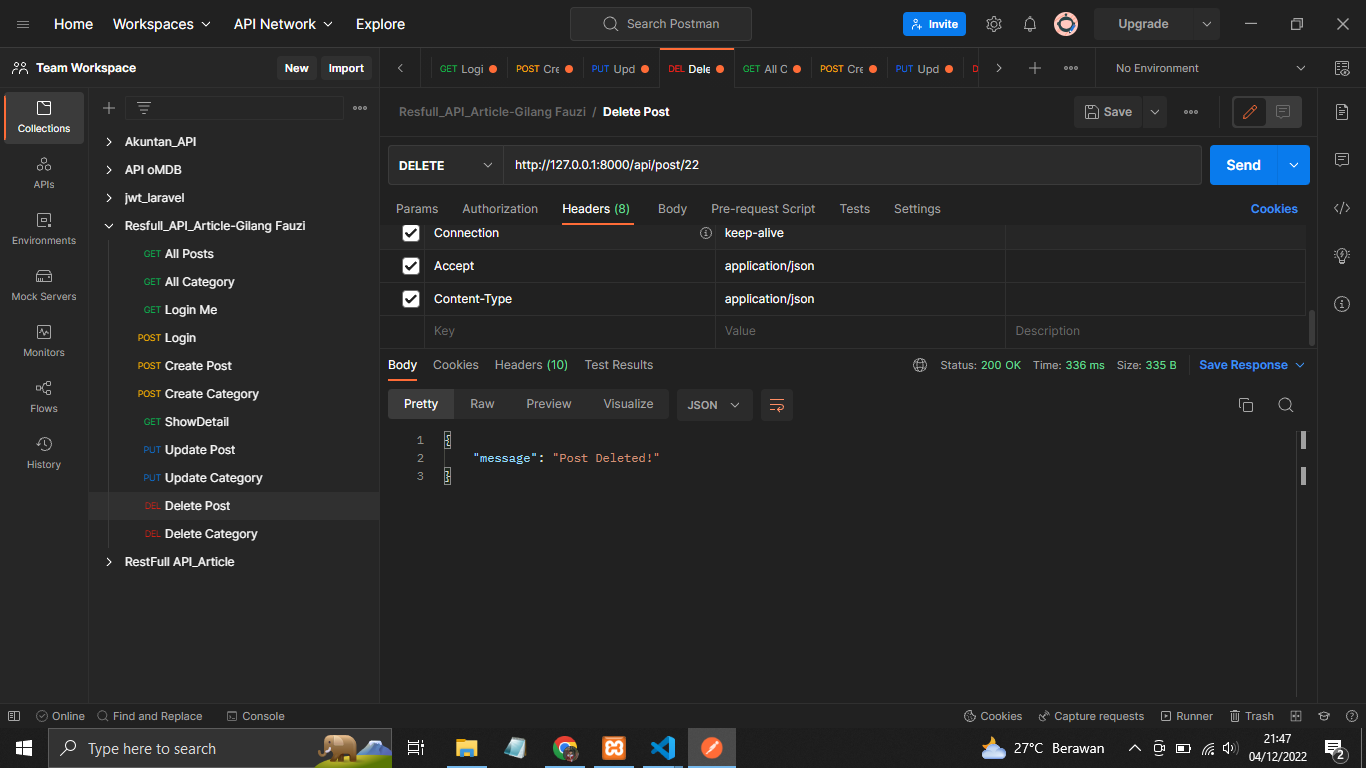 Home Workspaces API Network Explore Search Postman Invite Upgrade
Team Workspace New Import GET Logi POST Cre PUT Upd DEL Dele GET All C POST Cre PUT Upd D No Environment
Collections
APIs
Environments
Mock Servers
Monitors
Flows
History
Akuntan_API
API oMDB
jwt_laravel
Resfull_API_Article-Gilang Fauzi
GET All Posts
GET All Category
GET Login Me
POST Login
POST Create Post
POST Create Category
GET ShowDetail
PUT Update Post
PUT Update Category
DEL Delete Post
DEL Delete Category
RestFull API_Article
Resfull_API_Article-Gilang Fauzi / Delete Post Save
DELETE http://127.0.0.1:8000/api/post/22 Send
Params Authorization Headers (8) Body Pre-request Script Tests Settings Cookies
Connection keep-alive
Accept application/json
Content-Type application/json
Key Value Description
Body Cookies Headers (10) Test Results Status: 200 OK Time: 336 ms Size: 335 B Save Response
Pretty Raw Preview Visualize JSON
1 {
2 "message": "Post Deleted!"
3 }
Online Find and Replace Console Cookies Capture requests Runner Trash
Type here to search 27°C Berawan 21:47
04/12/2022 2